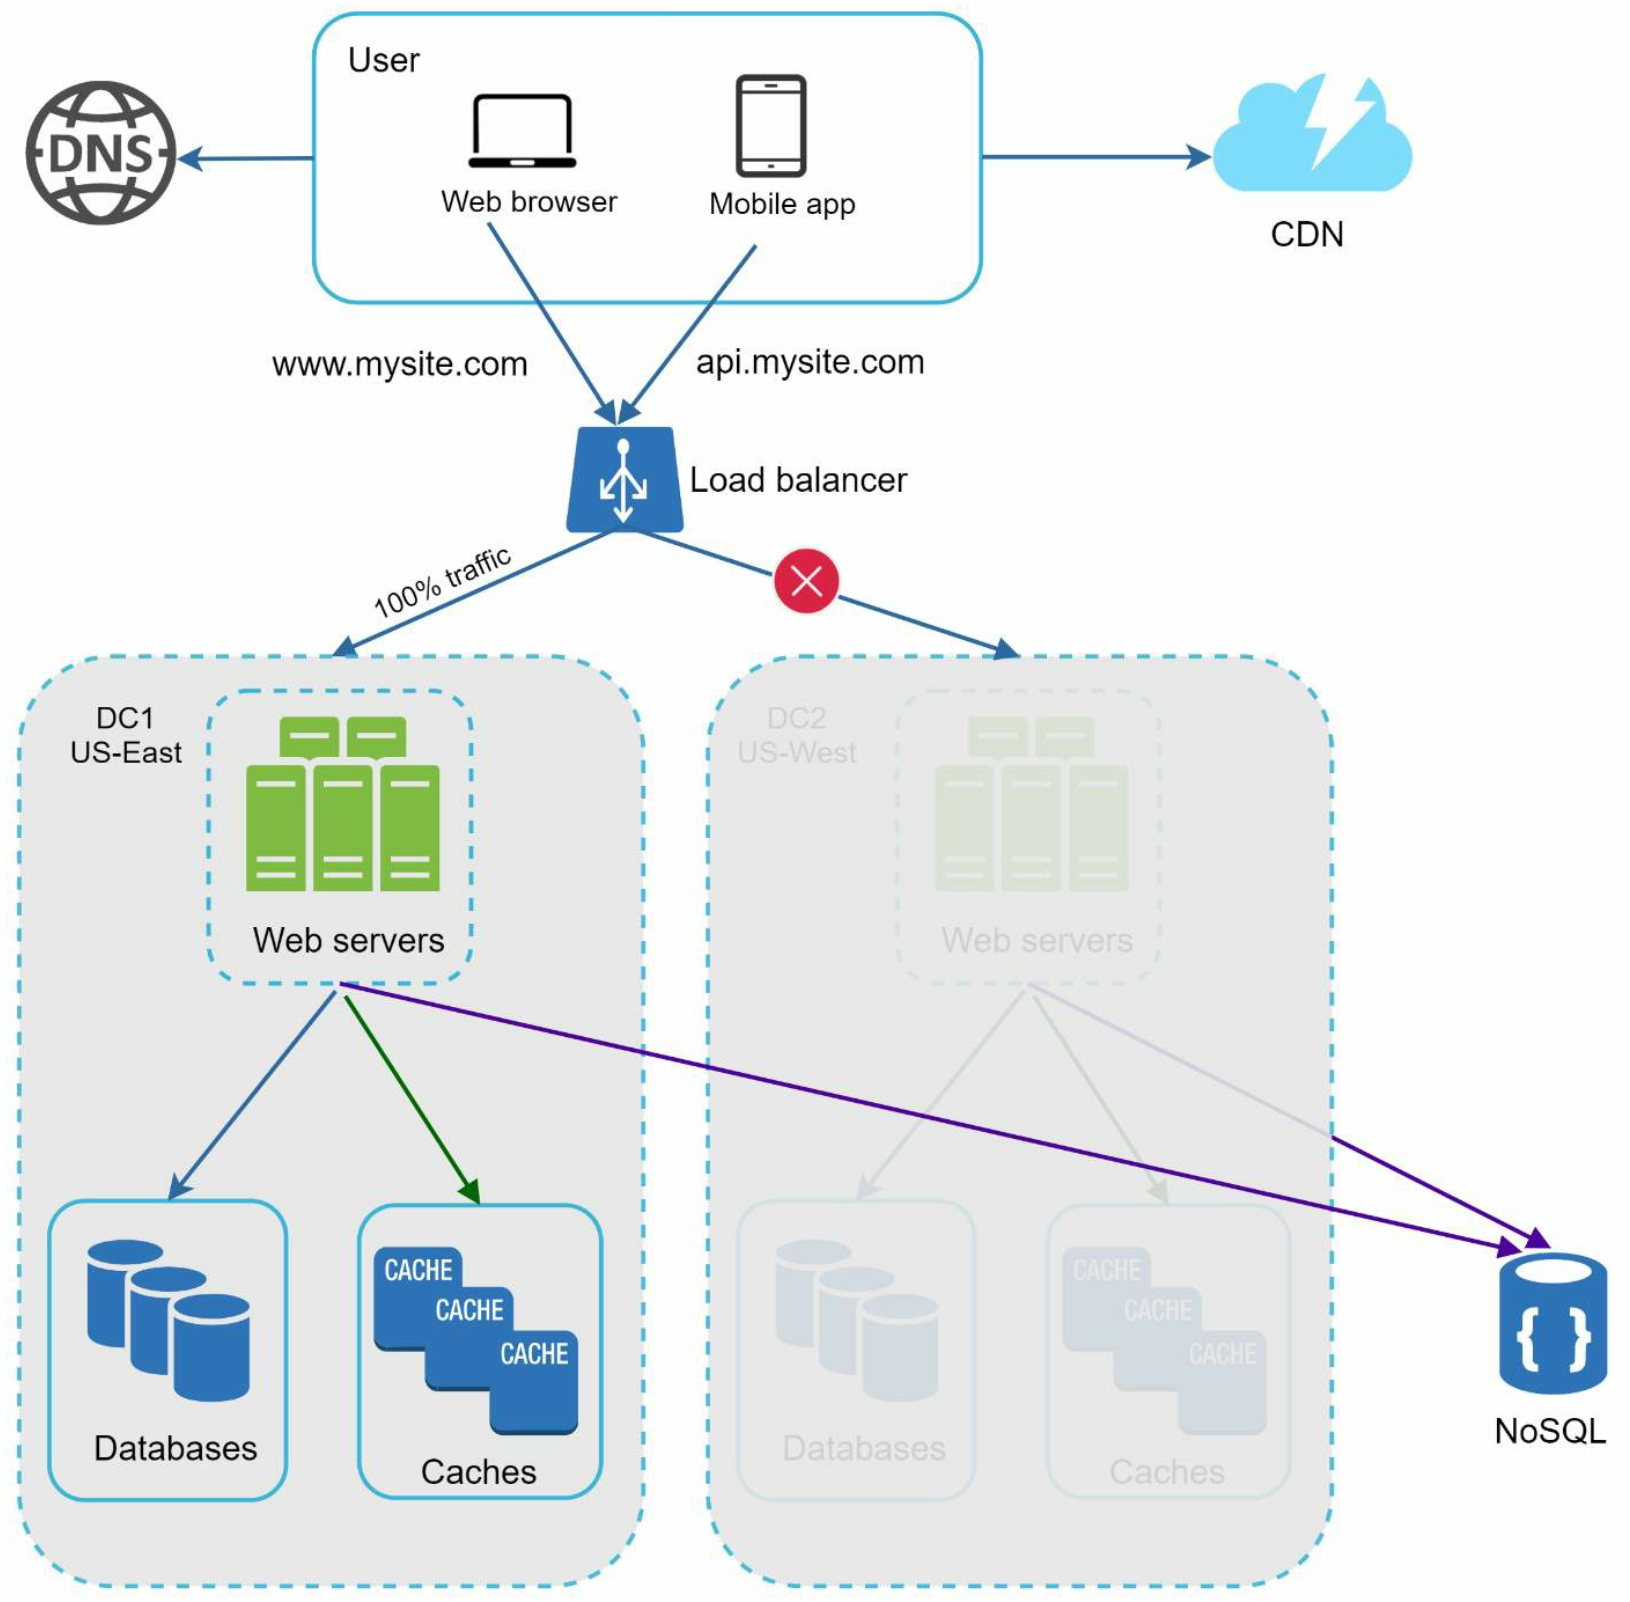 User
DNS
Web browser
Mobile app
CDN
www.mysite.com
api.mysite.com
Load balancer
100% traffic
DC1
US-East
DC2
US-West
Web servers
Web servers
CACHE
CACHE
CACHE
CACHE
CACHE
CACHE
{ }
Databases
Caches
Databases
Caches
NoSQL